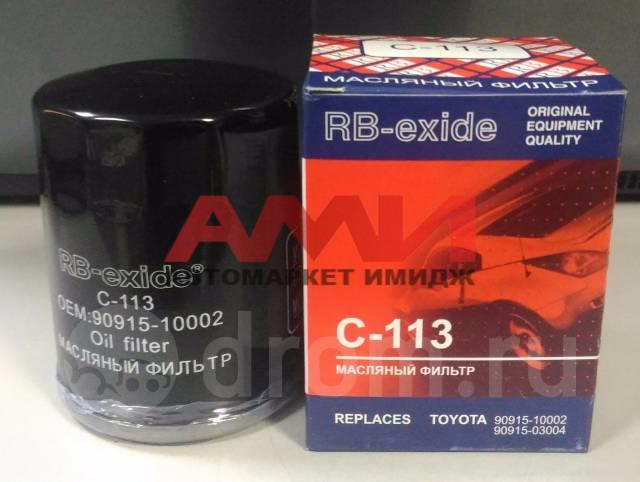 C-113
МАСЛЯНЫЙ ФИЛЬТР
RB-exide
ORIGINAL
EQUIPMENT
QUALITY
АМИ
АВТОМАРКЕТ ИМИДЖ
RB-exide®
C-113
OEM:90915-10002
Oil filter
МАСЛЯНЫЙ ФИЛЬТР
C-113
МАСЛЯНЫЙ ФИЛЬТР
REPLACES TOYOTA 90915-10002
90915-03004
drom.ru